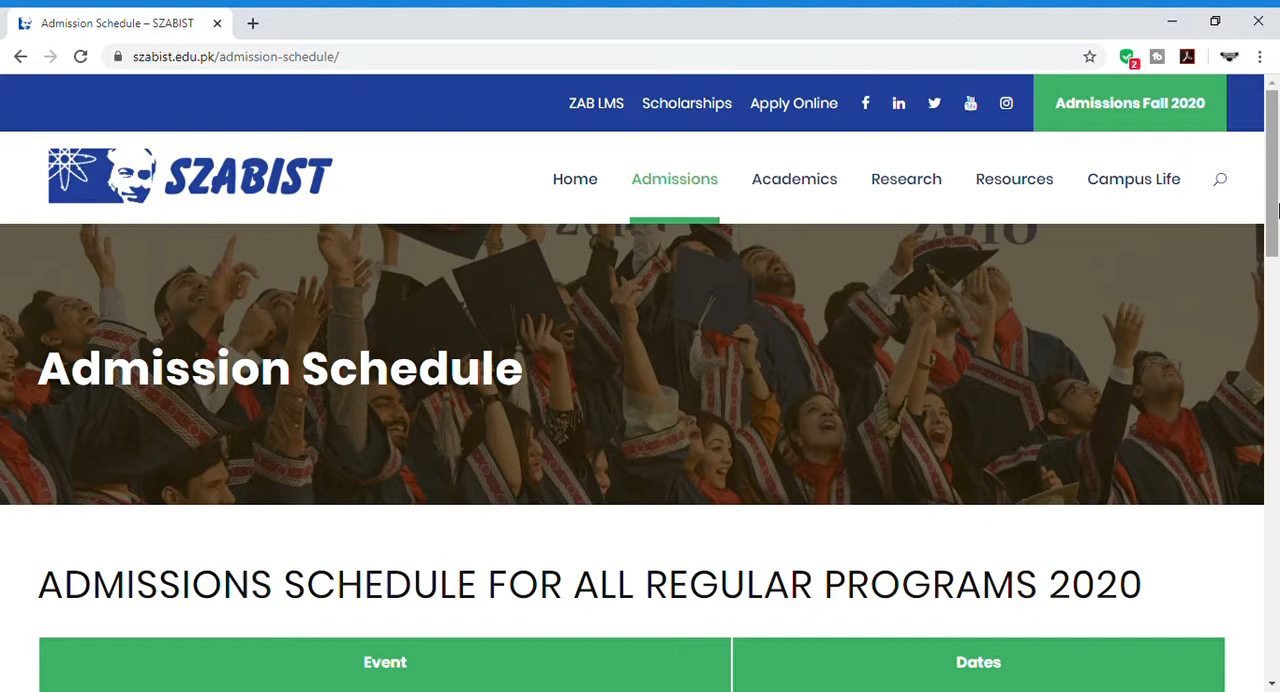 Admission Schedule – SZABIST
szabist.edu.pk/admission-schedule/
2
ZAB LMS Scholarships Apply Online Admissions Fall 2020
SZABIST
Home Admissions Academics Research Resources Campus Life
Admission Schedule
ADMISSIONS SCHEDULE FOR ALL REGULAR PROGRAMS 2020
Event Dates